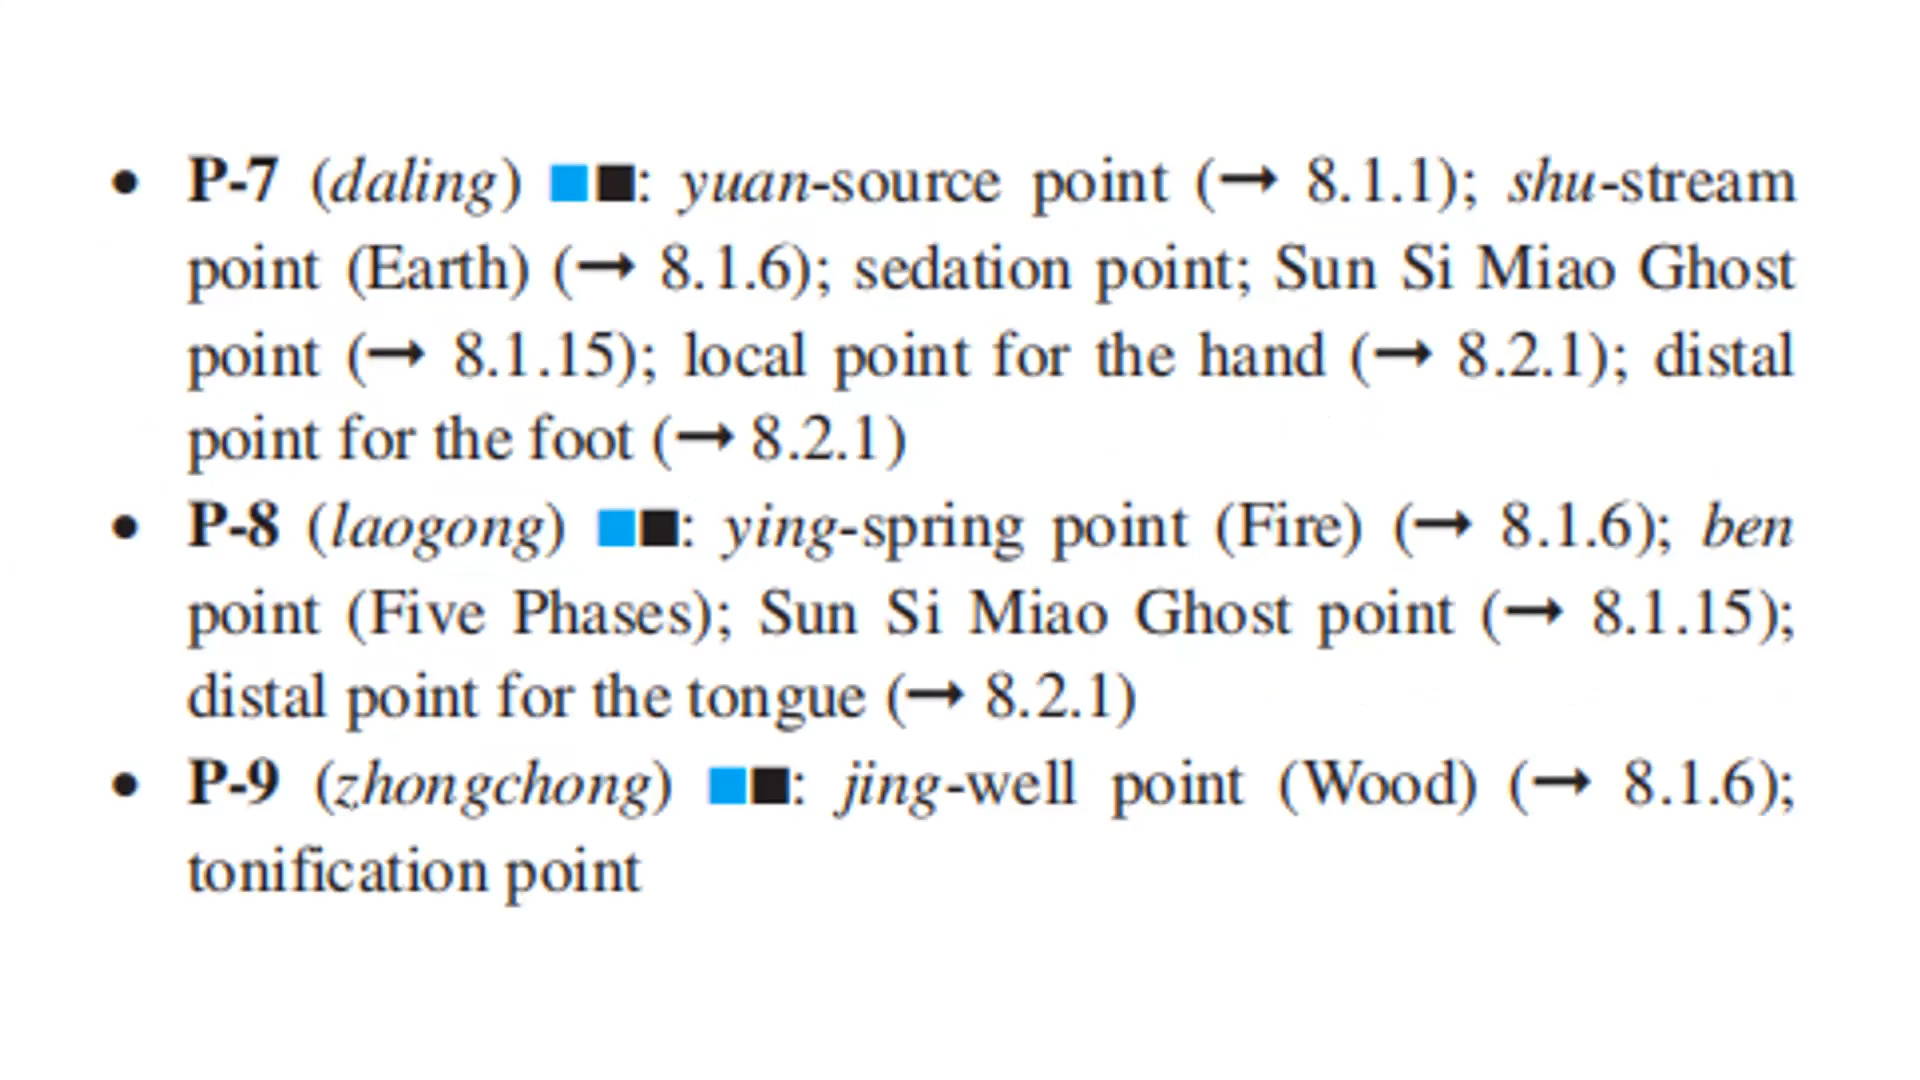 • P-7 (daling) ■■: yuan-source point (→ 8.1.1); shu-stream
point (Earth) (→ 8.1.6); sedation point; Sun Si Miao Ghost
point (→ 8.1.15); local point for the hand (→ 8.2.1); distal
point for the foot (→ 8.2.1)
• P-8 (laogong) ■■: ying-spring point (Fire) (→ 8.1.6); ben
point (Five Phases); Sun Si Miao Ghost point (→ 8.1.15);
distal point for the tongue (→ 8.2.1)
• P-9 (zhongchong) ■■: jing-well point (Wood) (→ 8.1.6);
tonification point